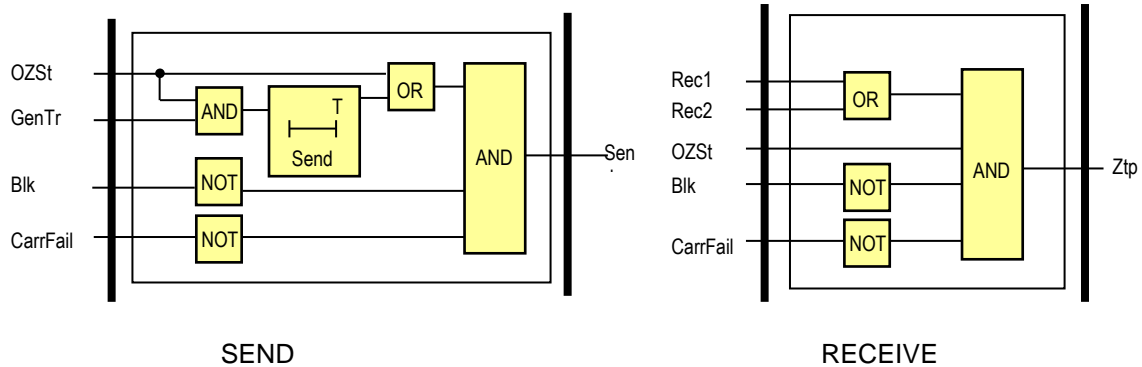 OZSt
GenTr
Blk
CarrFail
AND
NOT
NOT
T
Send
OR
AND
Sen
SEND
Rec1
Rec2
OZSt
Blk
CarrFail
OR
NOT
NOT
AND
Ztp
RECEIVE